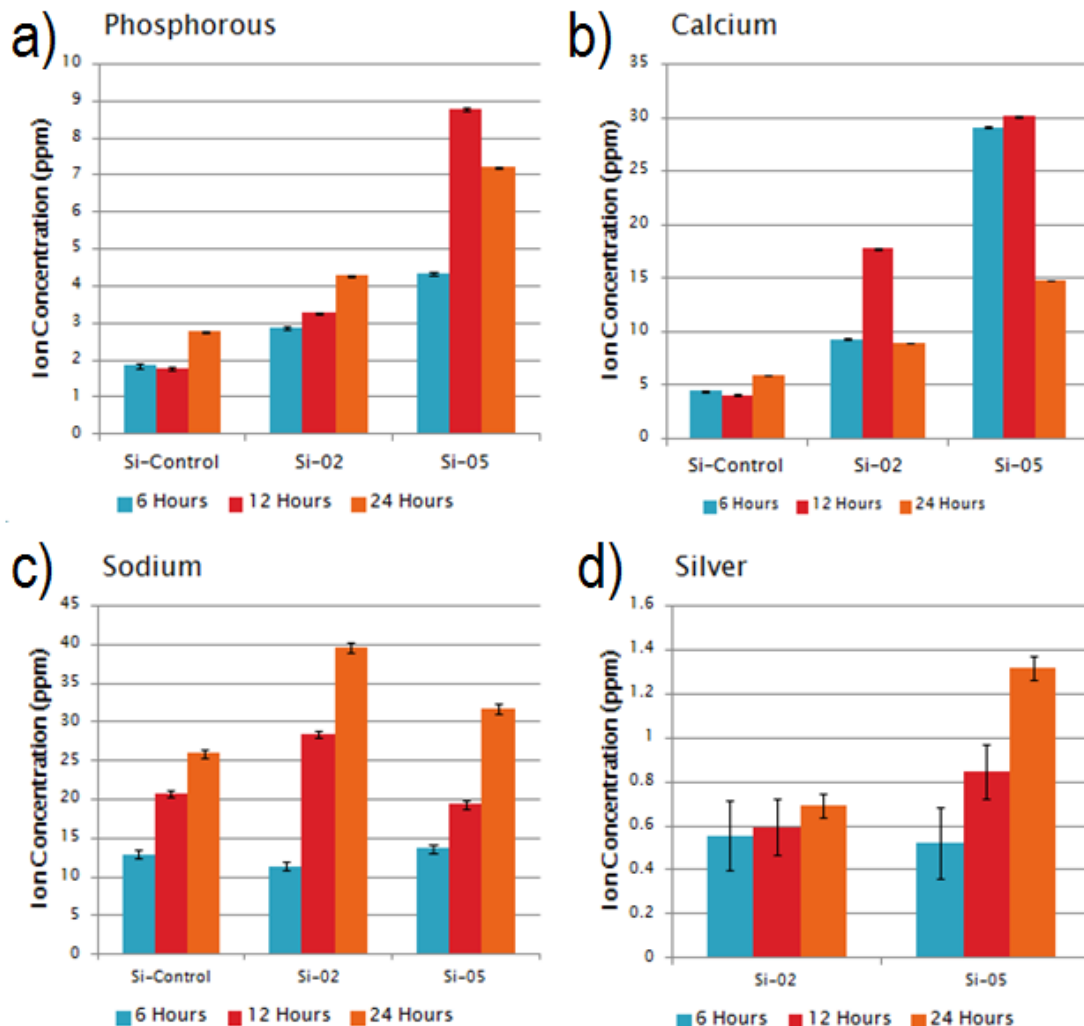 a) Phosphorous
Ion Concentration (ppm)
10
9
8
7
6
5
4
3
2
1
0
Si-Control Si-02 Si-05
6 Hours 12 Hours 24 Hours
b) Calcium
Ion Concentration (ppm)
35
30
25
20
15
10
5
0
Si-Control Si-02 Si-05
6 Hours 12 Hours 24 Hours
c) Sodium
Ion Concentration (ppm)
45
40
35
30
25
20
15
10
5
0
Si-Control Si-02 Si-05
6 Hours 12 Hours 24 Hours
d) Silver
Ion Concentration (ppm)
1.6
1.4
1.2
1
0.8
0.6
0.4
0.2
0
Si-02 Si-05
6 Hours 12 Hours 24 Hours